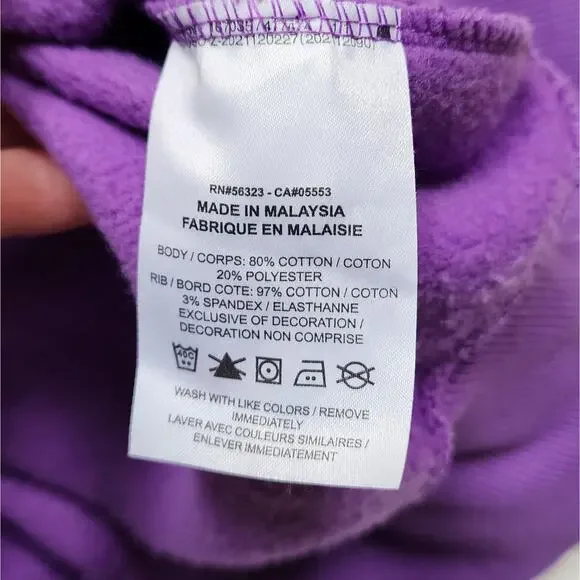 RN#56323 - CA#05553
MADE IN MALAYSIA
FABRIQUE EN MALAISIE
BODY / CORPS: 80% COTTON / COTON
20% POLYESTER
RIB / BORD COTE: 97% COTTON / COTON
3% SPANDEX / ELASTHANNE
EXCLUSIVE OF DECORATION /
DECORATION NON COMPRISE
40C
WASH WITH LIKE COLORS / REMOVE
IMMEDIATELY
LAVER AVEC COULEURS SIMILAIRES /
ENLEVER IMMEDIATEMENT